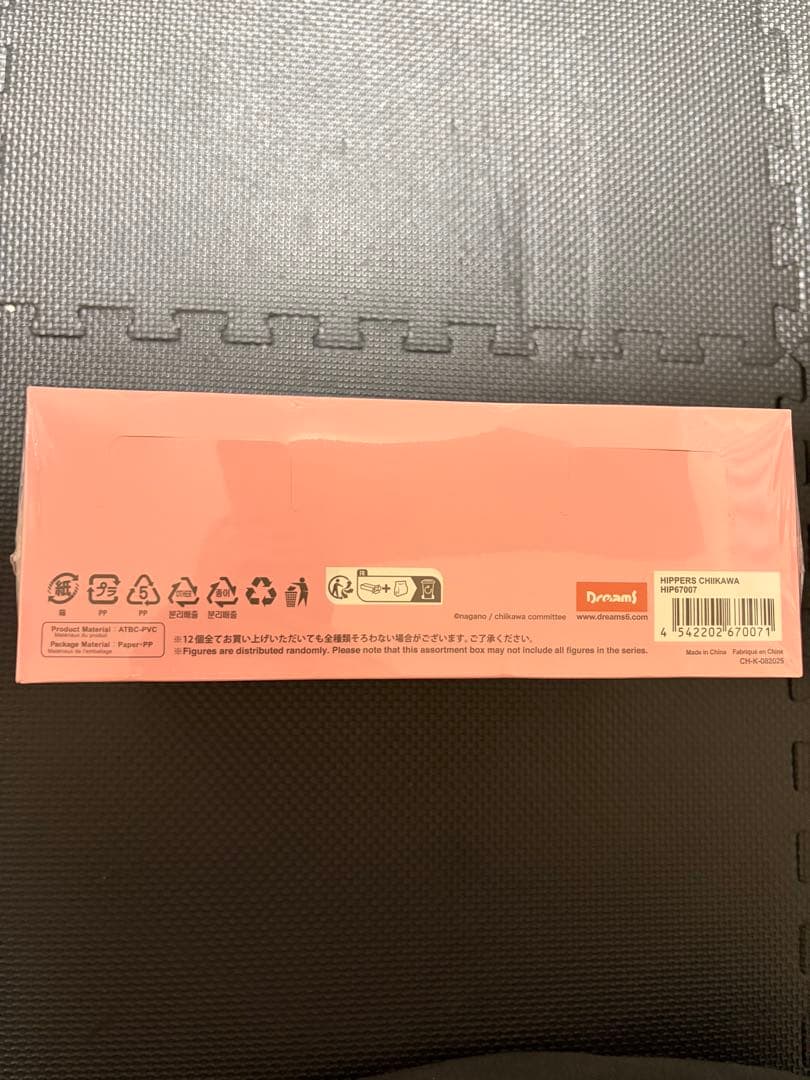 紙
プラ
5
OTHER
종이
紙
PP
PP
분리배출
분리배출
FR
+
Product Material : ATBC-PVC
Matériaux du produit
Package Material : Paper･PP
Matériaux de l'emballage
※12個全てお買い上げいただいても全種類そろわない場合がございます。ご了承ください。
※Figures are distributed randomly. Please note that this assortment box may not include all figures in the series.
©nagano / chiikawa committee
Dreams
www.dreams6.com
HIPPERS CHIIKAWA
HIP67007
4 542202 670071
Made in China Fabriqué en Chine
CH-K-082025